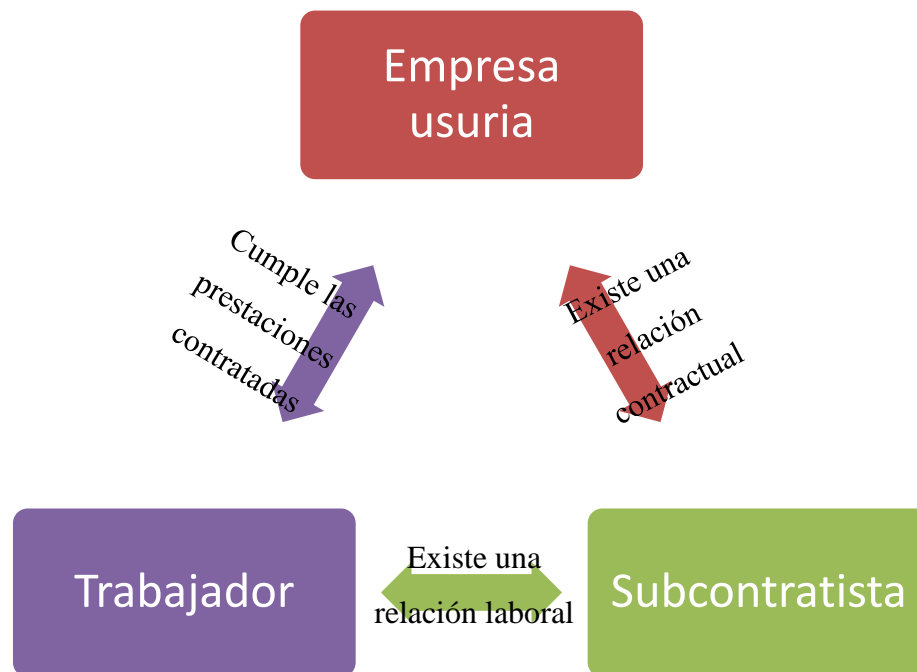 Empresa
usuria
Cumple las
prestaciones
contratadas
Existe una
relación
contractual
Trabajador
Existe una
relación laboral
Subcontratista